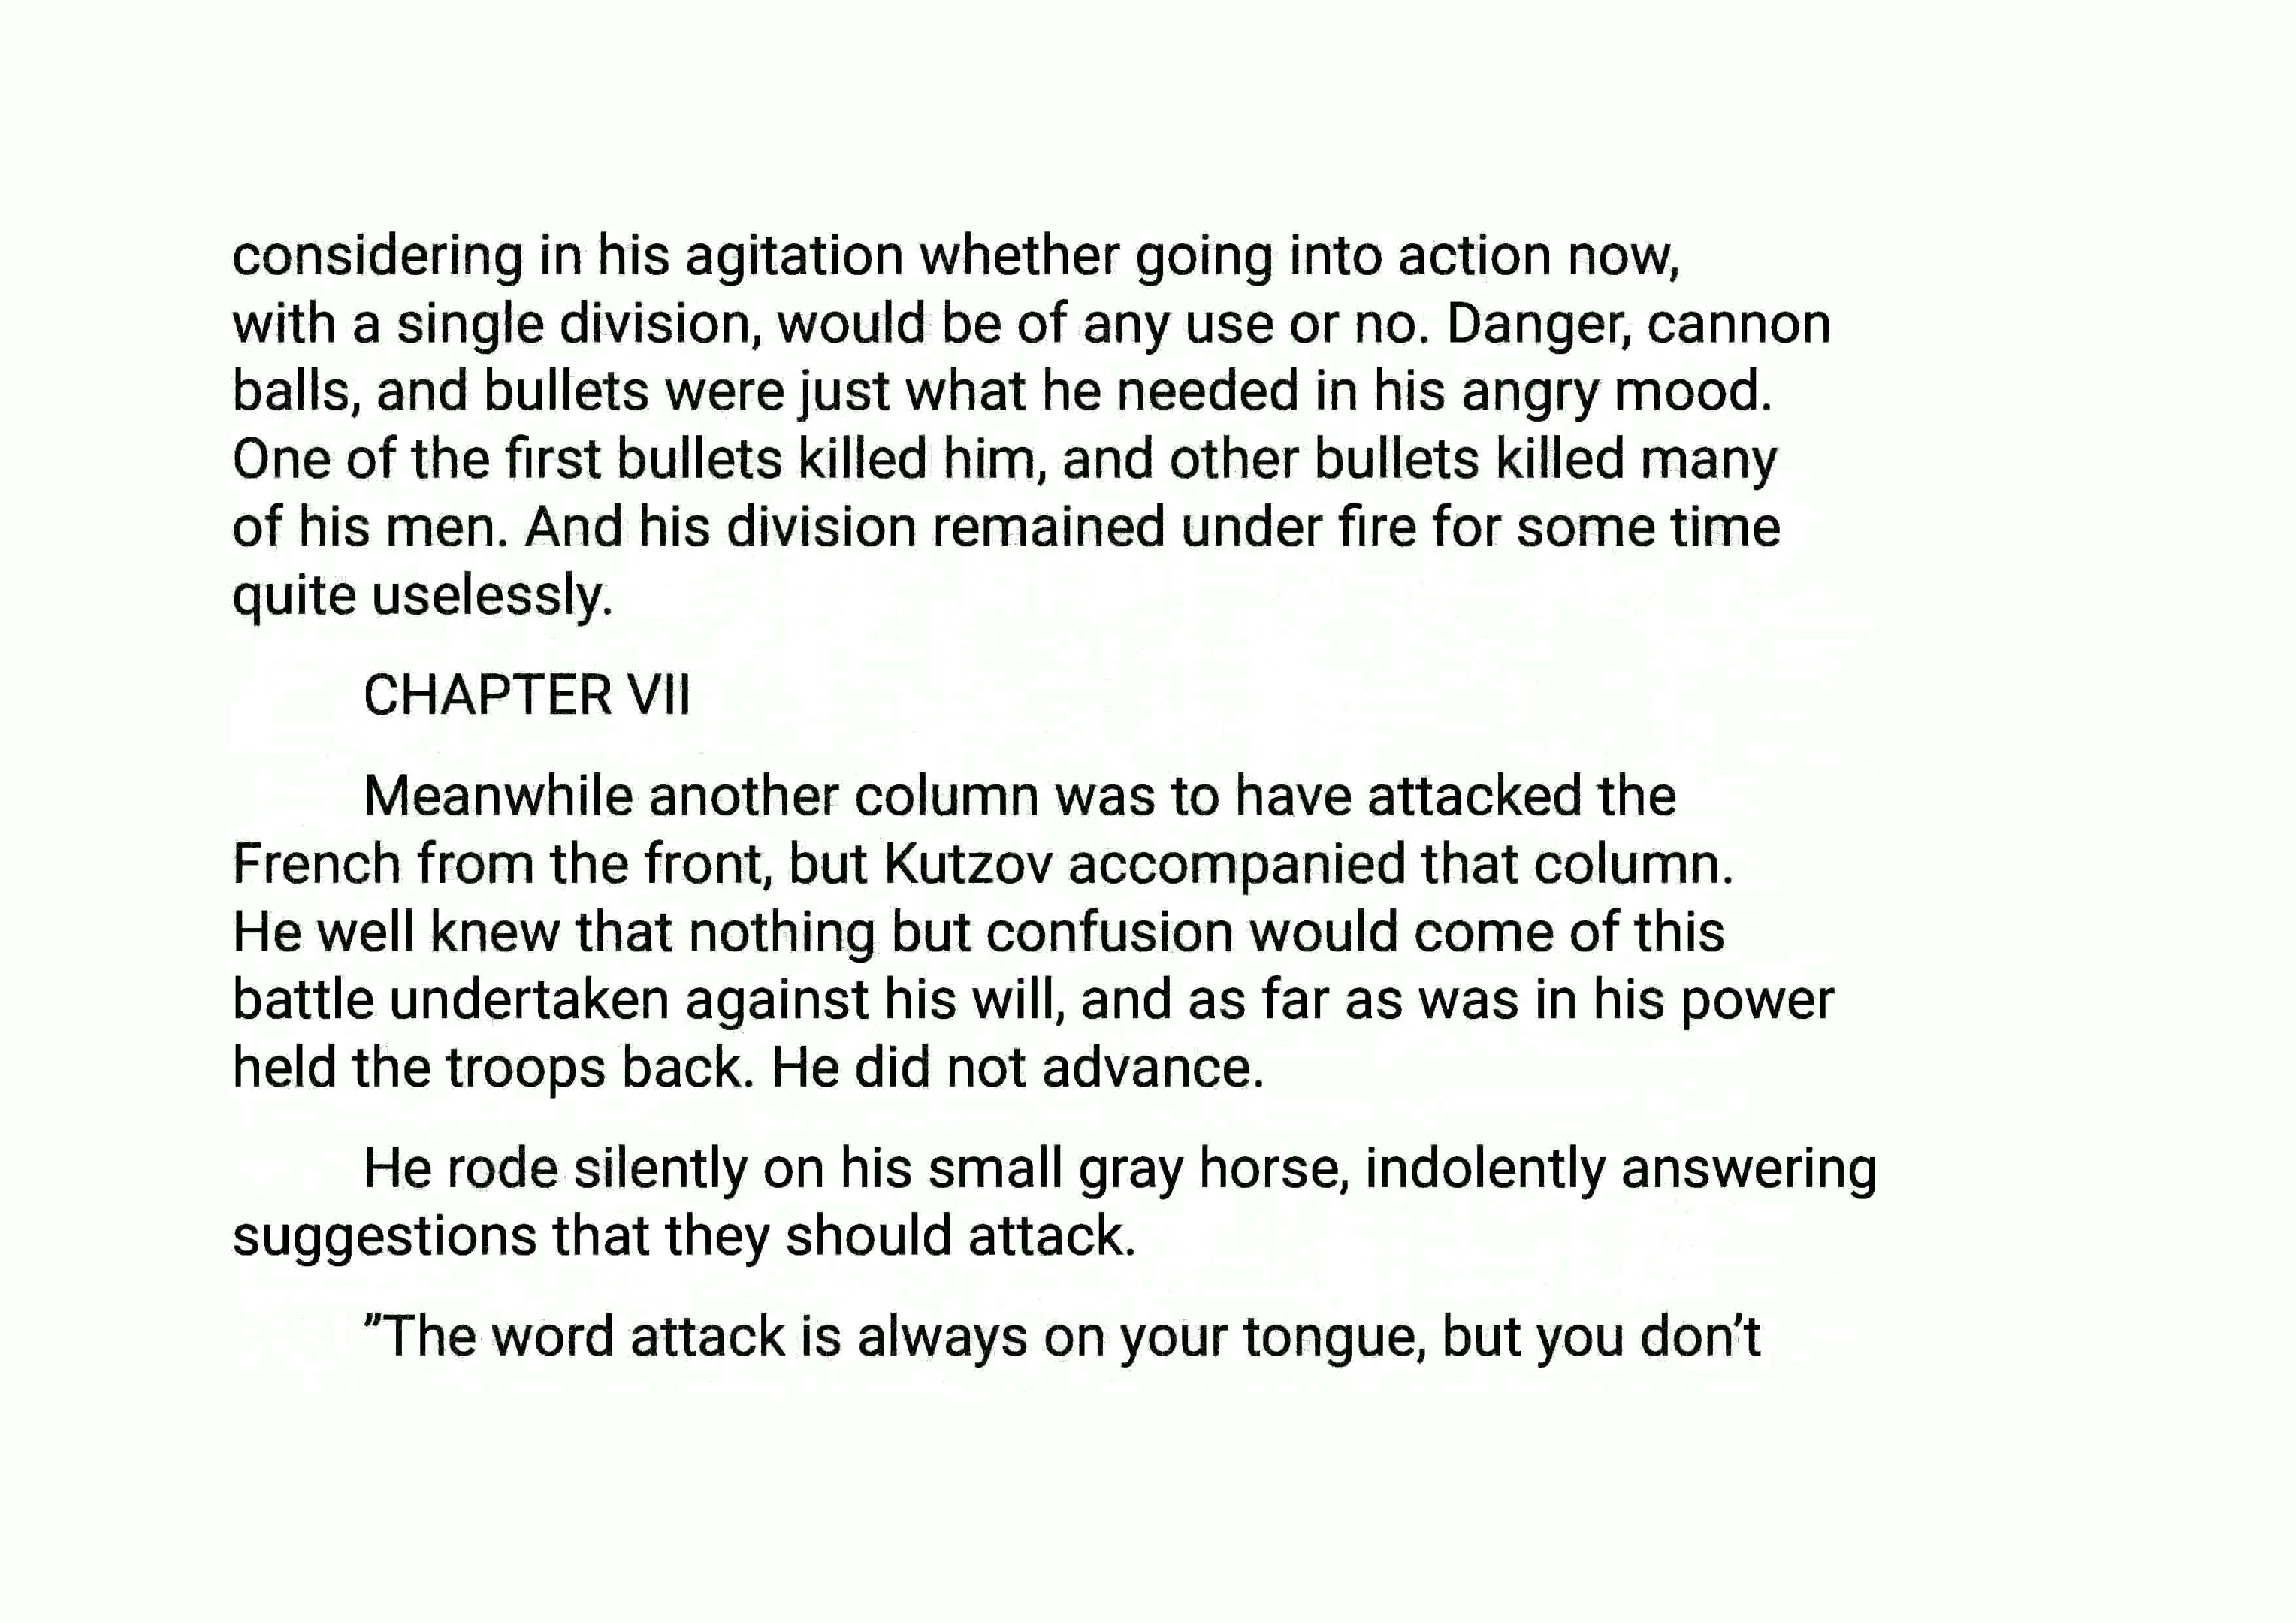 considering in his agitation whether going into action now,
with a single division, would be of any use or no. Danger, cannon
balls, and bullets were just what he needed in his angry mood.
One of the first bullets killed him, and other bullets killed many
of his men. And his division remained under fire for some time
quite uselessly.
CHAPTER VII
Meanwhile another column was to have attacked the
French from the front, but Kutzov accompanied that column.
He well knew that nothing but confusion would come of this
battle undertaken against his will, and as far as was in his power
held the troops back. He did not advance.
He rode silently on his small gray horse, indolently answering
suggestions that they should attack.
”The word attack is always on your tongue, but you don’t